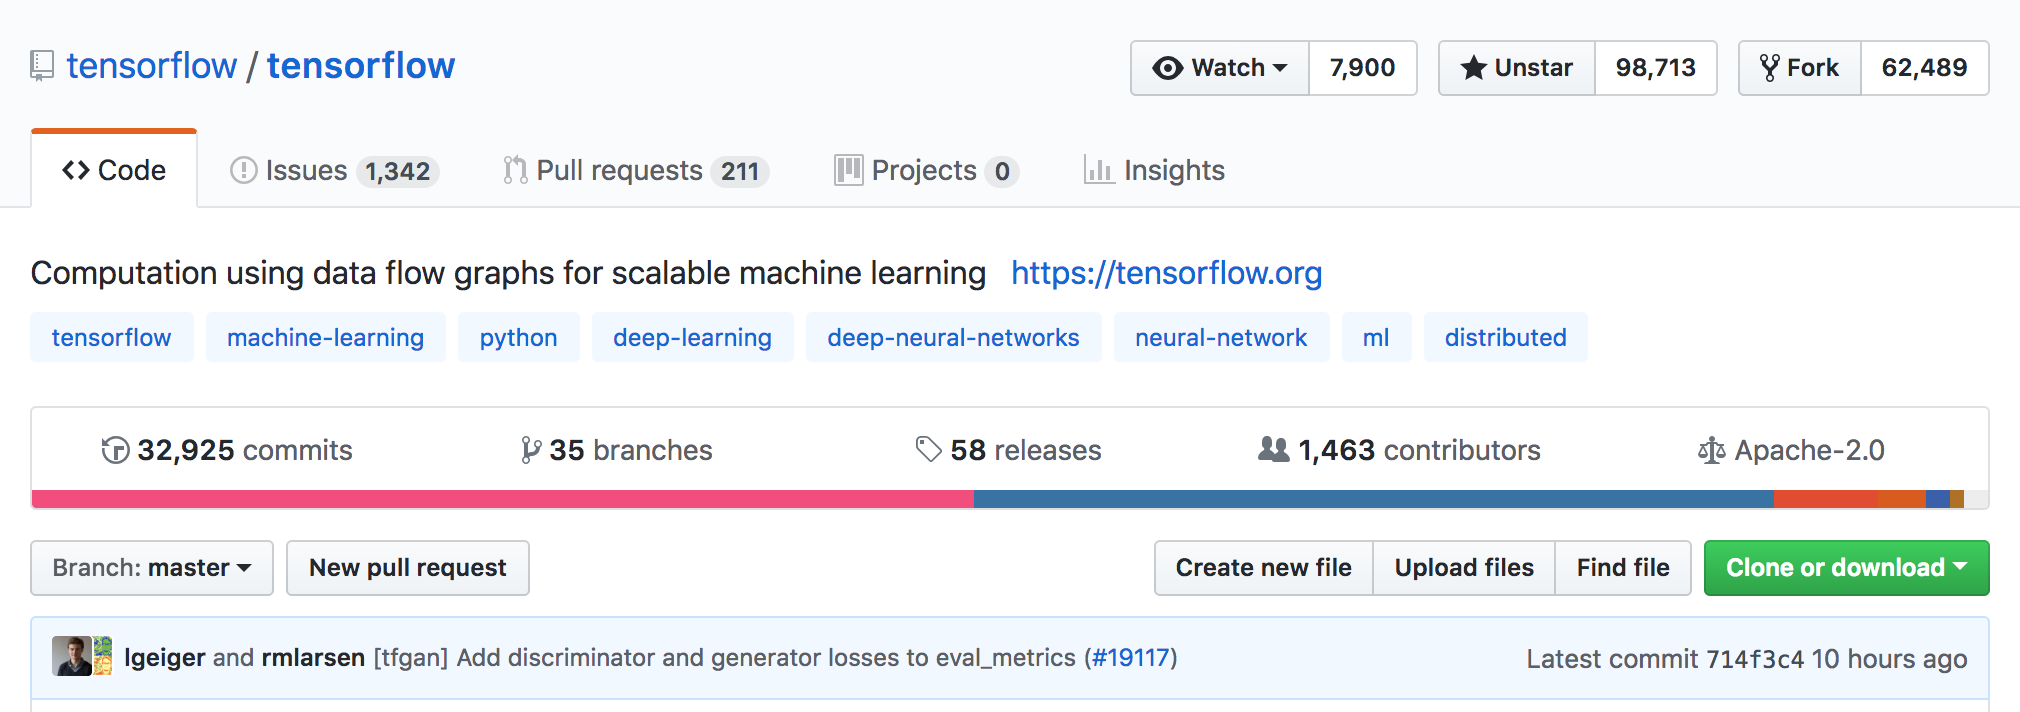 tensorflow / tensorflow
Watch 7,900 Unstar 98,713 Fork 62,489
Code Issues 1,342 Pull requests 211 Projects 0 Insights
Computation using data flow graphs for scalable machine learning https://tensorflow.org
tensorflow machine-learning python deep-learning deep-neural-networks neural-network ml distributed
32,925 commits 35 branches 58 releases 1,463 contributors Apache-2.0
Branch: master New pull request Create new file Upload files Find file Clone or download
lgeiger and rmlarsen [tfgan] Add discriminator and generator losses to eval_metrics (#19117) Latest commit 714f3c4 10 hours ago